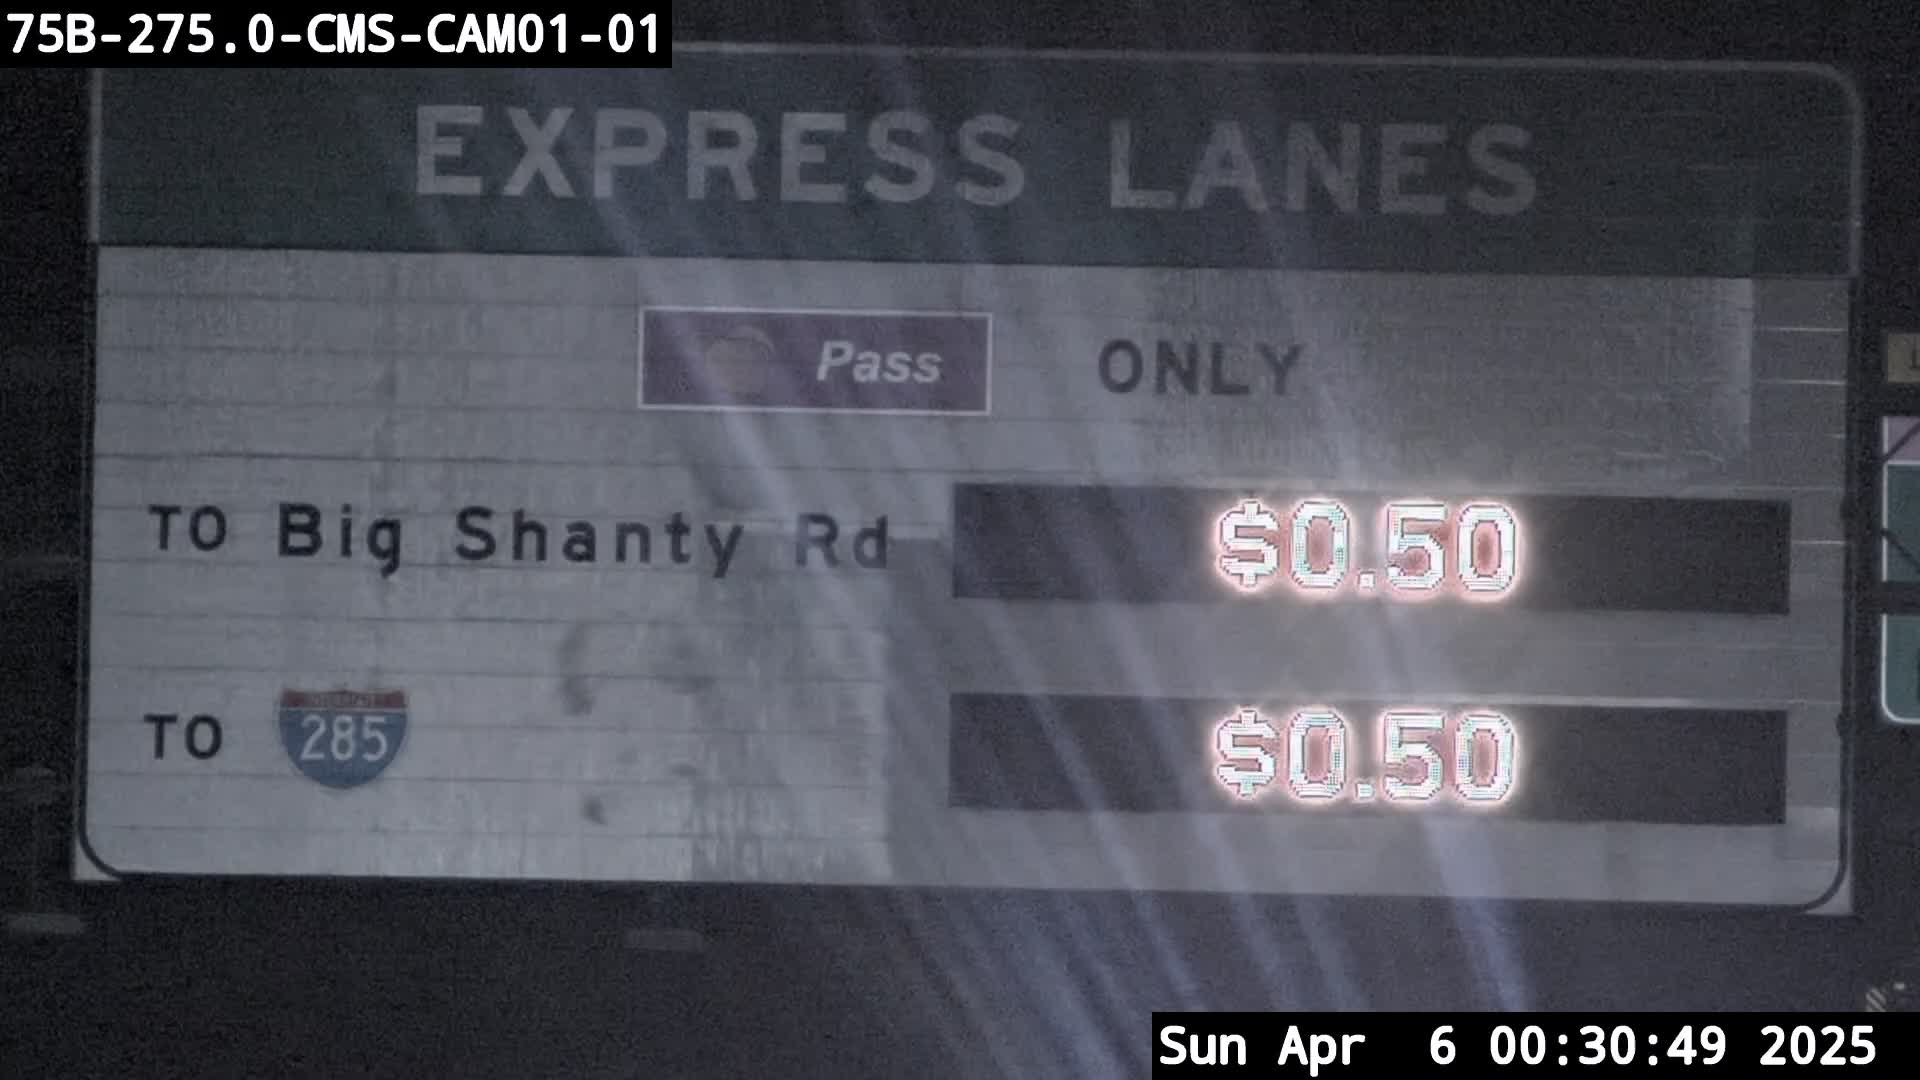 75B-275.0-CMS-CAM01-01
EXPRESS LANES
Pass ONLY
TO Big Shanty Rd $0.50
TO INTERSTATE 285 $0.50
Sun Apr 6 00:30:49 2025